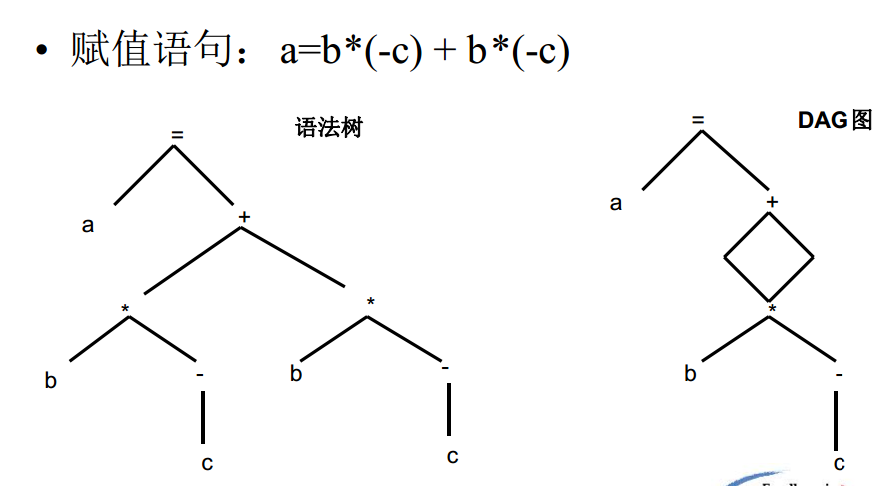 • 赋值语句：a=b*(-c) + b*(-c)
语法树
DAG图
=
=
a
+
a
+
*
*
*
b
-
b
-
b
-
c
c
c